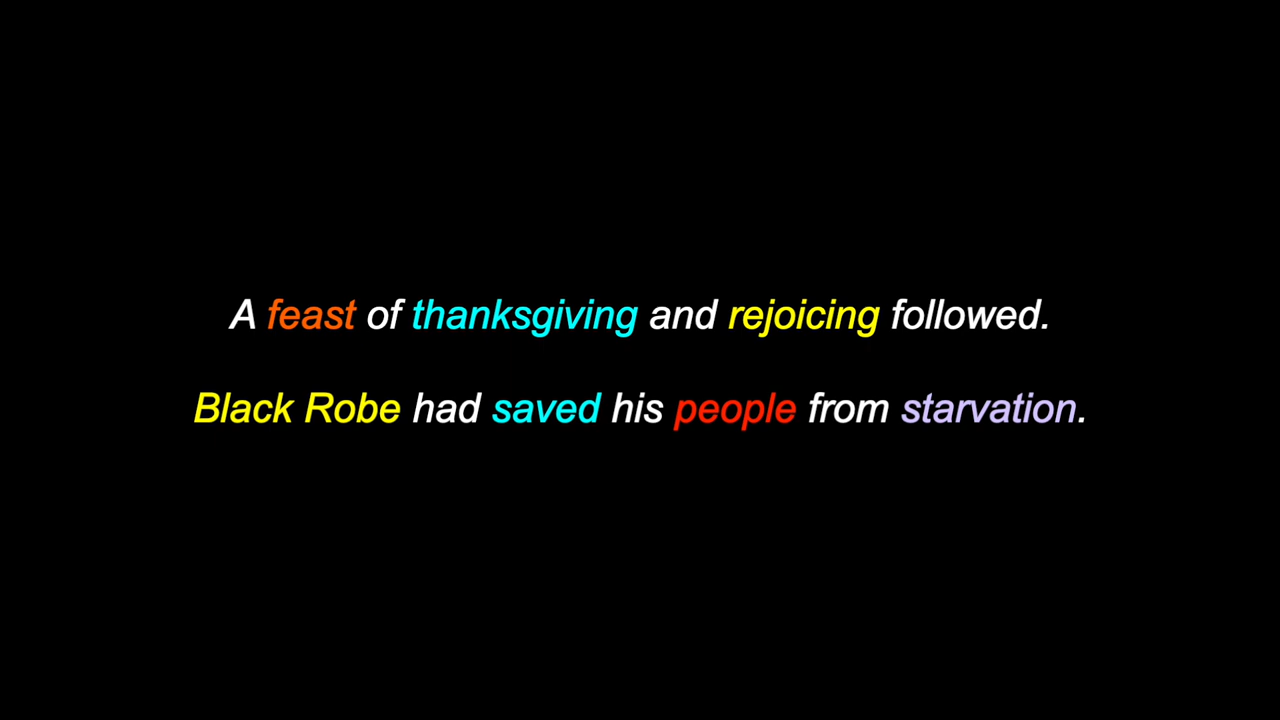 A feast of thanksgiving and rejoicing followed.
Black Robe had saved his people from starvation.